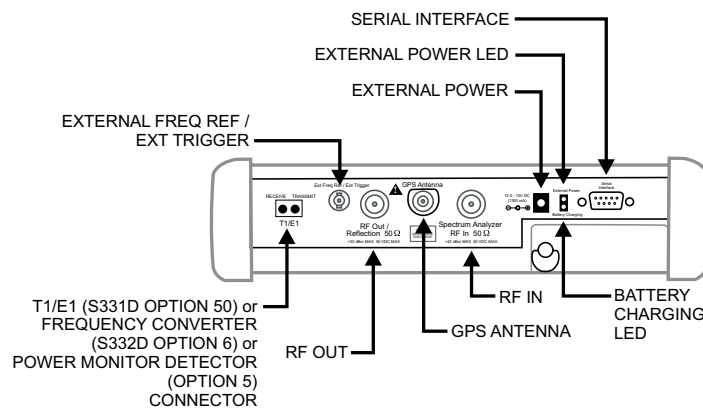 SERIAL INTERFACE
EXTERNAL POWER LED
EXTERNAL POWER
EXTERNAL FREQ REF /
EXT TRIGGER
RECEIVE TRANSMIT
T1/E1
Ext Freq Ref / Ext Trigger
GPS Antenna
RF Out /
Reflection 50 Ω
+23 dBm MAX 50 VDC MAX
Spectrum Analyzer
RF In 50 Ω
+43 dBm MAX 50 VDC MAX
12.5 - 15V DC
(1350 mA)
External Power
Battery Charging
Serial
Interface
T1/E1 (S331D OPTION 50) or
FREQUENCY CONVERTER
(S332D OPTION 6) or
POWER MONITOR DETECTOR
(OPTION 5)
CONNECTOR
RF OUT
GPS ANTENNA
RF IN
BATTERY
CHARGING
LED